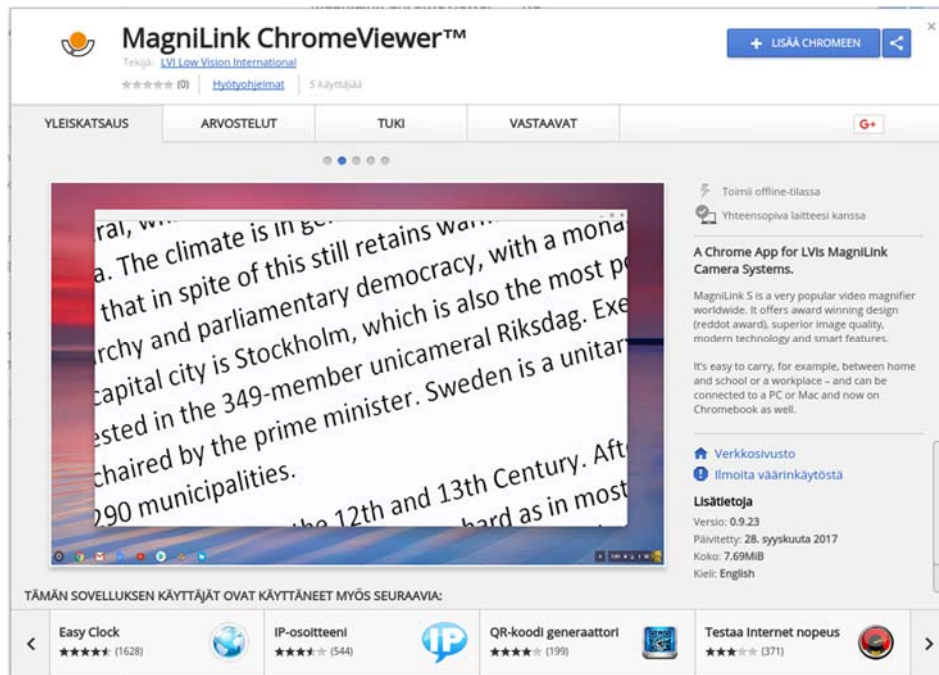 MagniLink ChromeViewer™
Tekijä: LVI Low Vision International
(0) Hyötyohjelmat 5 käyttäjää
+ LISÄÄ CHROMEEN
YLEISKATSAUS ARVOSTELUT TUKI VASTAAVAT
G+
a. The climate is in
that in spite of this still retains
archy and parliamentary democracy, with a mona
capital city is Stockholm, which is also the most po
ested in the 349-member unicameral Riksdag. Exe
chaired by the prime minister. Sweden is a unitar
290 municipalities.
12th and 13th Century. Aft
hard as in most
Toimii offline-tilassa
Yhteensopiva laitteesi kanssa
A Chrome App for LVIs MagniLink
Camera Systems.
MagniLink S is a very popular video magnifier
worldwide. It offers award winning design
(reddot award), superior image quality,
modern technology and smart features.
It's easy to carry, for example, between home
and school or a workplace – and can be
connected to a PC or Mac and now on
Chromebook as well.
Verkkosivusto
Ilmoita väärinkäytöstä
Lisätietoja
Versio: 0.9.23
Päivitetty: 28. syyskuuta 2017
Koko: 7.69MiB
Kieli: English
TÄMÄN SOVELLUKSEN KÄYTTÄJÄT OVAT KÄYTTÄNEET MYÖS SEURAAVIA:
Easy Clock
(1628)
IP-osoitteeni
(544)
IP
QR-koodi generaattori
(199)
Testaa Internet nopeus
(371)